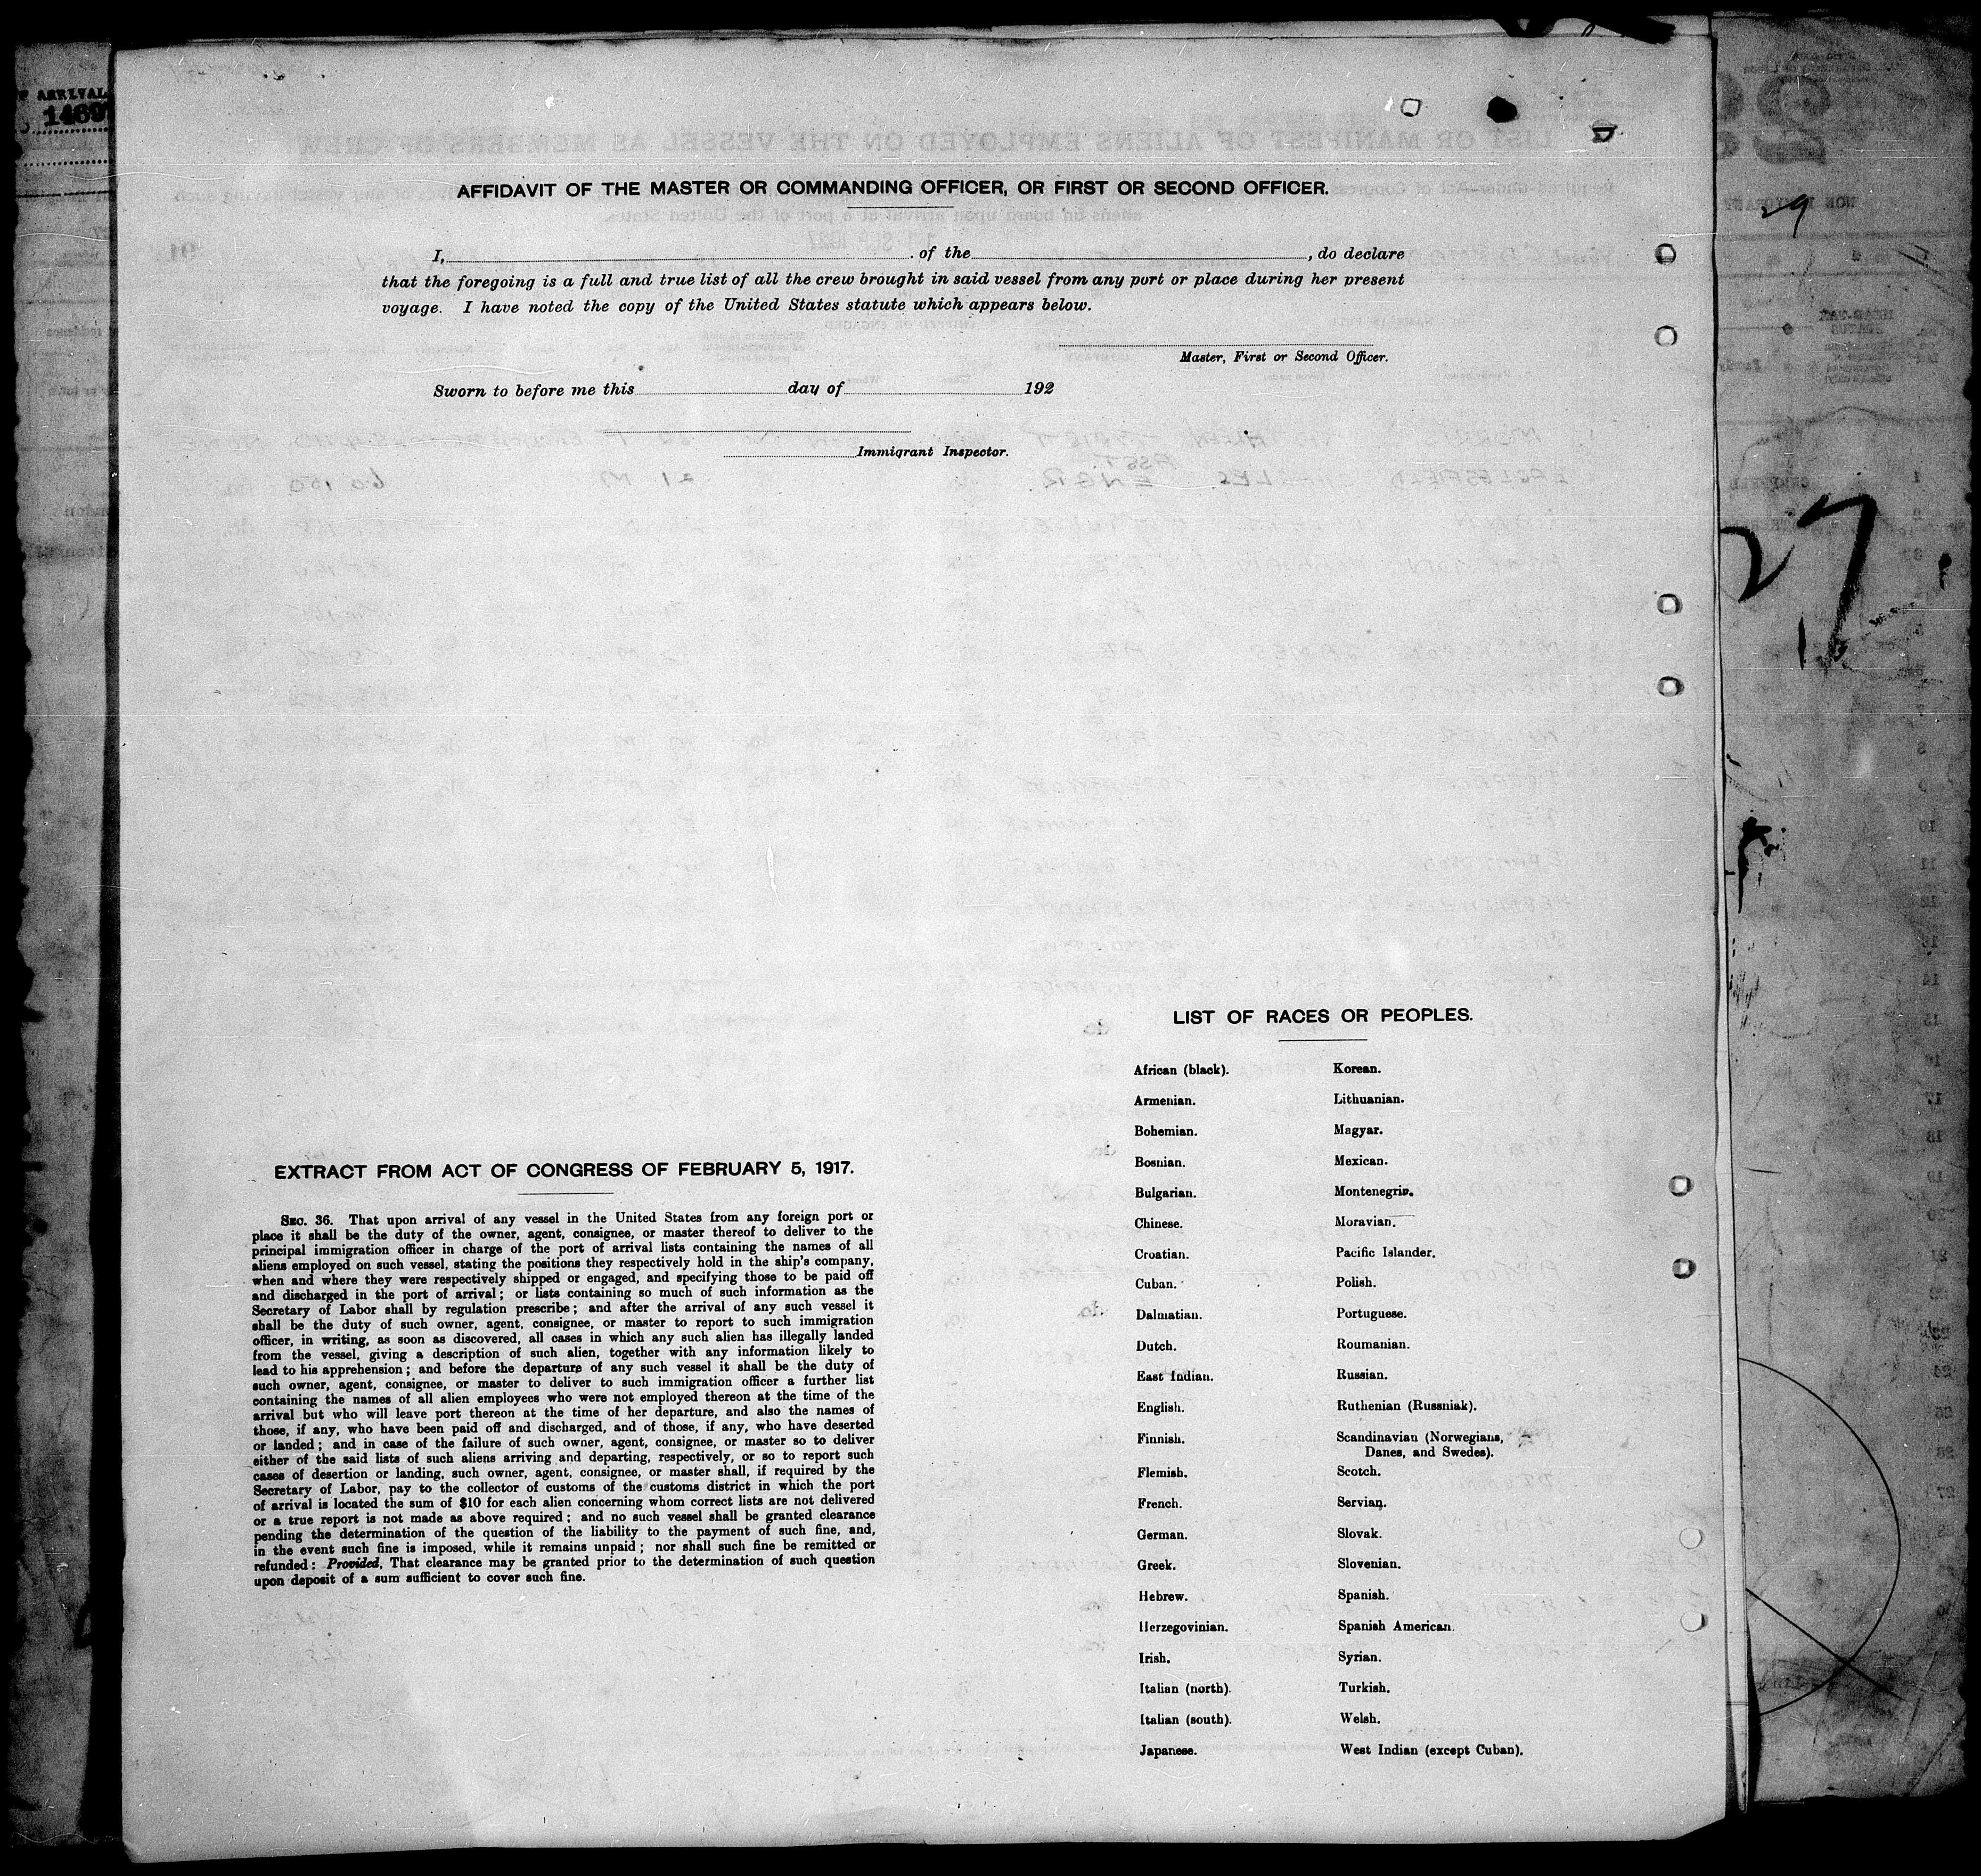 AFFIDAVIT OF THE MASTER OR COMMANDING OFFICER, OR FIRST OR SECOND OFFICER.
I, of the , do declare
that the foregoing is a full and true list of all the crew brought in said vessel from any port or place during her present
voyage. I have noted the copy of the United States statute which appears below.
Master, First or Second Officer.
Sworn to before me this day of 192
Immigrant Inspector.
EXTRACT FROM ACT OF CONGRESS OF FEBRUARY 5, 1917.
SEC. 36. That upon arrival of any vessel in the United States from any foreign port or
place it shall be the duty of the owner, agent, consignee, or master thereof to deliver to the
principal immigration officer in charge of the port of arrival lists containing the names of all
aliens employed on such vessel, stating the positions they respectively hold in the ship's company,
when and where they were respectively shipped or engaged, and specifying those to be paid off
and discharged in the port of arrival; or lists containing so much of such information as the
Secretary of Labor shall by regulation prescribe; and after the arrival of any such vessel it
shall be the duty of such owner, agent, consignee, or master to report to such immigration
officer, in writing, as soon as discovered, all cases in which any such alien has illegally landed
from the vessel, giving a description of such alien, together with any information likely to
lead to his apprehension; and before the departure of any such vessel it shall be the duty of
such owner, agent, consignee, or master to deliver to such immigration officer a further list
containing the names of all alien employees who were not employed thereon at the time of the
arrival but who will leave port thereon at the time of her departure, and also the names of
those, if any, who have been paid off and discharged, and of those, if any, who have deserted
or landed; and in case of the failure of such owner, agent, consignee, or master so to deliver
either of the said lists of such aliens arriving and departing, respectively, or so to report such
cases of desertion or landing, such owner, agent, consignee, or master shall, if required by the
Secretary of Labor, pay to the collector of customs of the customs district in which the port
of arrival is located the sum of $10 for each alien concerning whom correct lists are not delivered
or a true report is not made as above required; and no such vessel shall be granted clearance
pending the determination of the question of the liability to the payment of such fine, and,
in the event such fine is imposed, while it remains unpaid; nor shall such fine be remitted or
refunded: Provided, That clearance may be granted prior to the determination of such question
upon deposit of a sum sufficient to cover such fine.
LIST OF RACES OR PEOPLES.
African (black).
Armenian.
Bohemian.
Bosnian.
Bulgarian.
Chinese.
Croatian.
Cuban.
Dalmatian.
Dutch.
East Indian.
English.
Finnish.
Flemish.
French.
German.
Greek.
Hebrew.
Herzegovinian.
Irish.
Italian (north).
Italian (south).
Japanese.
Korean.
Lithuanian.
Magyar.
Mexican.
Montenegrin.
Moravian.
Pacific Islander.
Polish.
Portuguese.
Roumanian.
Russian.
Ruthenian (Russniak).
Scandinavian (Norwegians,
Danes, and Swedes).
Scotch.
Servian.
Slovak.
Slovenian.
Spanish.
Spanish American.
Syrian.
Turkish.
Welsh.
West Indian (except Cuban).
ARRIVAL
29
27